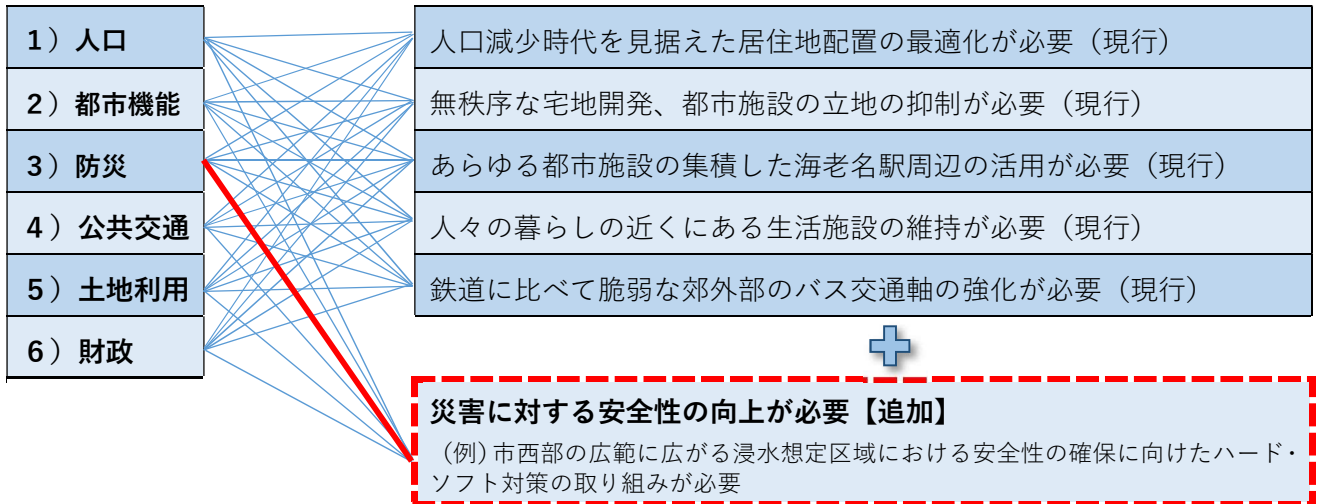 1）人口
2）都市機能
3）防災
4）公共交通
5）土地利用
6）財政
人口減少時代を見据えた居住地配置の最適化が必要（現行）
無秩序な宅地開発、都市施設の立地の抑制が必要（現行）
あらゆる都市施設の集積した海老名駅周辺の活用が必要（現行）
人々の暮らしの近くにある生活施設の維持が必要（現行）
鉄道に比べて脆弱な郊外部のバス交通軸の強化が必要（現行）
災害に対する安全性の向上が必要【追加】
（例）市西部の広範に広がる浸水想定区域における安全性の確保に向けたハード・
ソフト対策の取り組みが必要